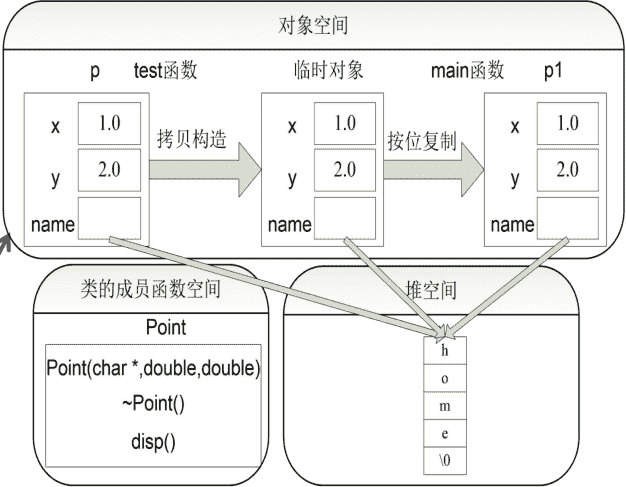 对象空间
p test函数 临时对象 main函数 p1
x 1.0 x 1.0 x 1.0
拷贝构造 按位复制
y 2.0 y 2.0 y 2.0
name name name
类的成员函数空间 堆空间
Point
Point(char *,double,double)
~Point()
disp()
h
o
m
e
\0